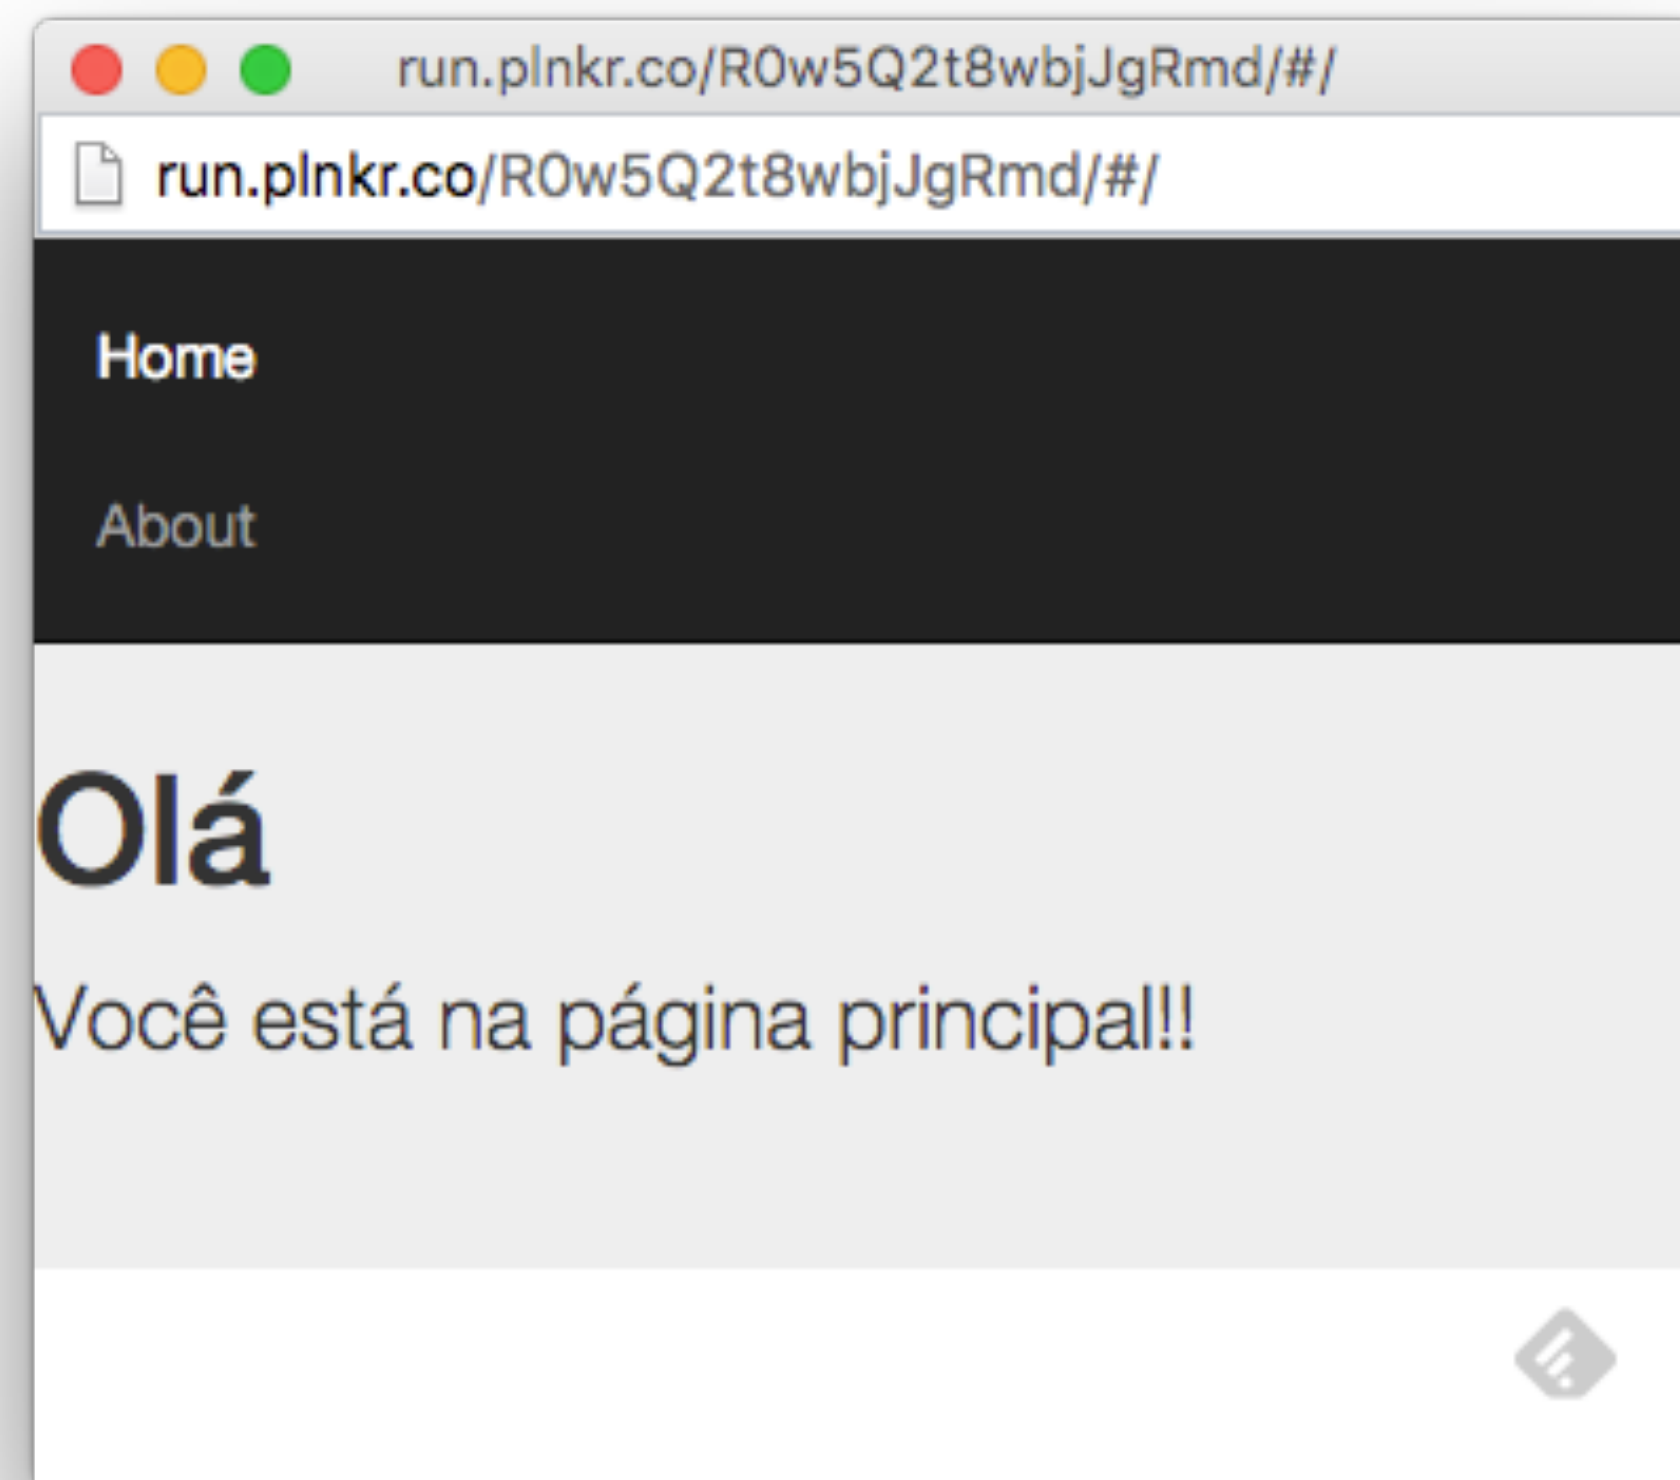 run.plnkr.co/R0w5Q2t8wbjJgRmd/#/
run.plnkr.co/R0w5Q2t8wbjJgRmd/#/
Home
About
Olá
Você está na página principal!!